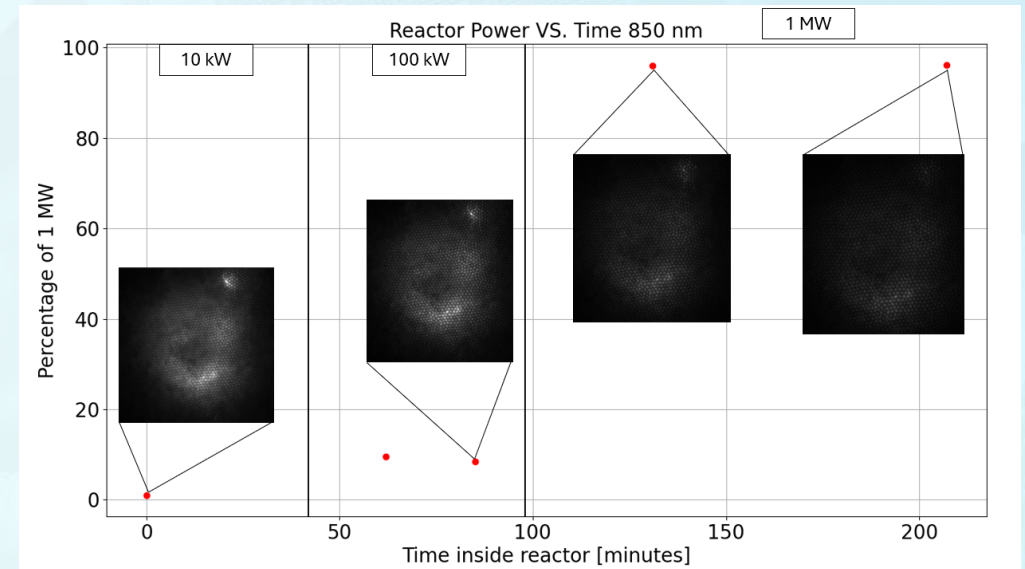 Reactor Power VS. Time 850 nm
1 MW
10 kW
100 kW
Percentage of 1 MW
100
80
60
40
20
0
0 50 100 150 200
Time inside reactor [minutes]